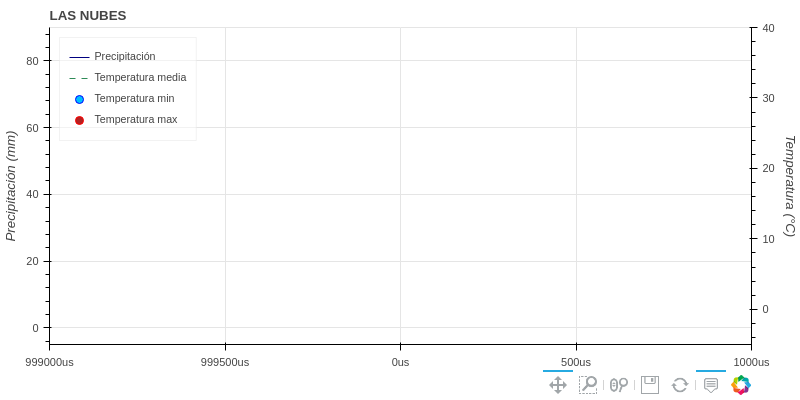 LAS NUBES
Precipitación
Temperatura media
Temperatura min
Temperatura max
Precipitación (mm)
80
60
40
20
0
Temperatura (°C)
40
30
20
10
0
999000us
999500us
0us
500us
1000us